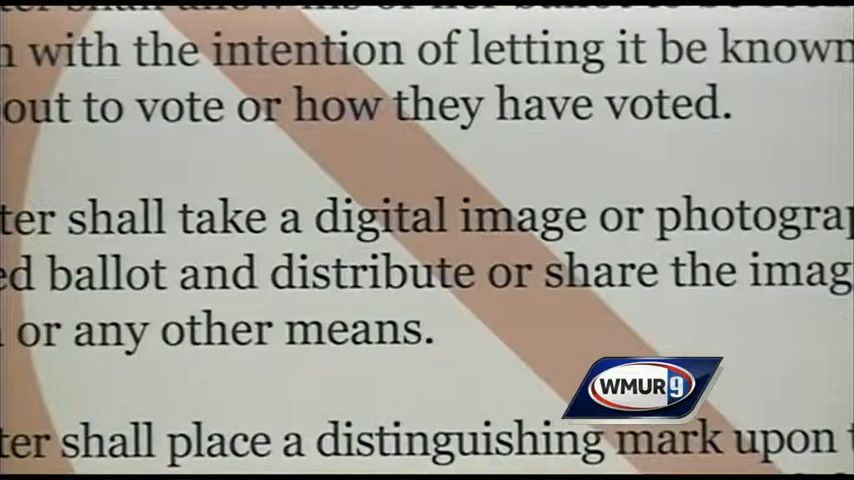 with the intention of letting it be known
out to vote or how they have voted.
ter shall take a digital image or photograp
ed ballot and distribute or share the imag
or any other means.
WMUR 9
ter shall place a distinguishing mark upon